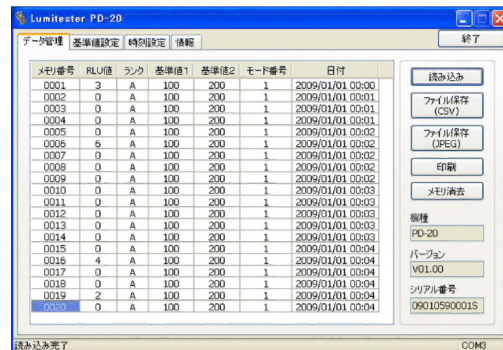 Lumitester PD-20
データ管理 基準値設定 時刻設定 情報
終了
メモリ番号 RLU値 ランク 基準値1 基準値2 モード番号 日付
0001 3 A 100 200 1 2009/01/01 00:00
0002 0 A 100 200 1 2009/01/01 00:01
0003 0 A 100 200 1 2009/01/01 00:01
0004 0 A 100 200 1 2009/01/01 00:01
0005 0 A 100 200 1 2009/01/01 00:02
0006 6 A 100 200 1 2009/01/01 00:02
0007 0 A 100 200 1 2009/01/01 00:02
0008 0 A 100 200 1 2009/01/01 00:02
0009 0 A 100 200 1 2009/01/01 00:02
0010 0 A 100 200 1 2009/01/01 00:03
0011 0 A 100 200 1 2009/01/01 00:03
0012 0 A 100 200 1 2009/01/01 00:03
0013 0 A 100 200 1 2009/01/01 00:03
0014 0 A 100 200 1 2009/01/01 00:03
0015 0 A 100 200 1 2009/01/01 00:04
0016 4 A 100 200 1 2009/01/01 00:04
0017 0 A 100 200 1 2009/01/01 00:04
0018 0 A 100 200 1 2009/01/01 00:04
0019 2 A 100 200 1 2009/01/01 00:04
0020 0 A 100 200 1 2009/01/01 00:04
読み込み
ファイル保存
(CSV)
ファイル保存
(JPEG)
印刷
メモリ消去
機種
PD-20
バージョン
V01.00
シリアル番号
09010590001S
読み込み完了
COM3